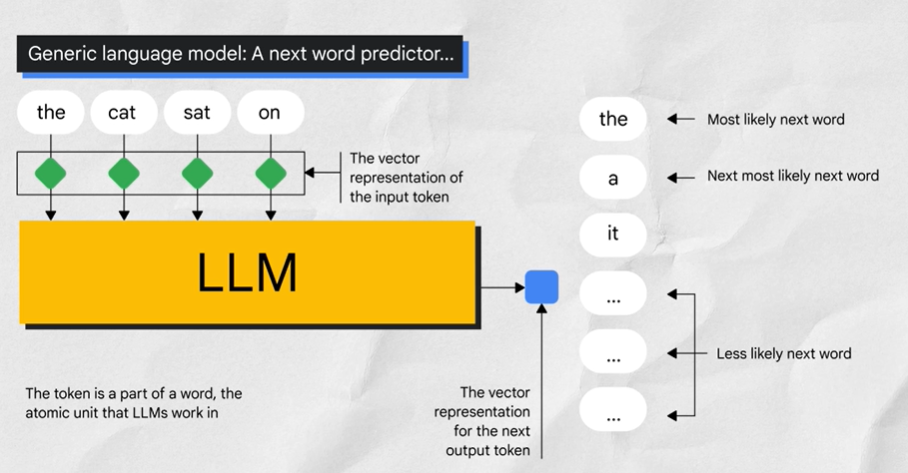 Generic language model: A next word predictor...
the cat sat on
The vector
representation of
the input token
LLM
The token is a part of a word, the
atomic unit that LLMs work in
The vector
representation
for the next
output token
the
Most likely next word
a
Next most likely next word
it
...
...
Less likely next word
...